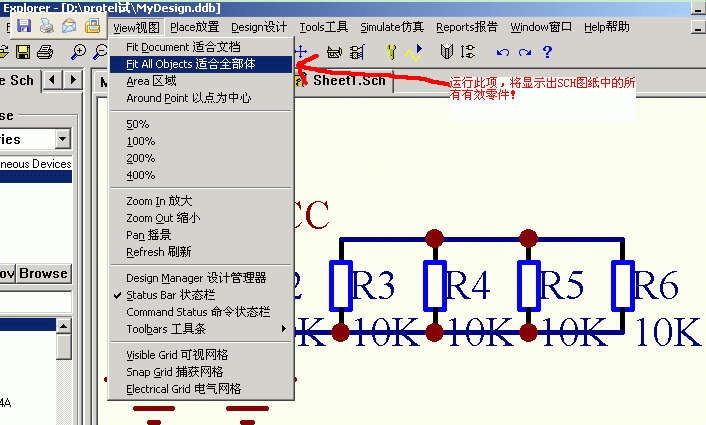 Explorer - [D:\protel试\MyDesign.ddb]
View视图 Place放置 Design设计 Tools工具 Simulate仿真 Reports报告 Window窗口 Help帮助
Fit Document 适合文档
Fit All Objects 适合全部体
Area 区域
Around Point 以点为中心
50%
100%
200%
400%
Zoom In 放大
Zoom Out 缩小
Pan 摇景
Refresh 刷新
Design Manager 设计管理器
Status Bar 状态栏
Command Status 命令状态栏
Toolbars 工具条
Visible Grid 可视网格
Snap Grid 捕获网格
Electrical Grid 电气网格
e Sch
M
Sheet1.Sch
运行此项，将显示出SCH图纸中的所
有有效零件！
ries
neous Devices
ov Browse
4A
CC
2 R3 R4 R5 R6
0K 10K 10K 10K 10K